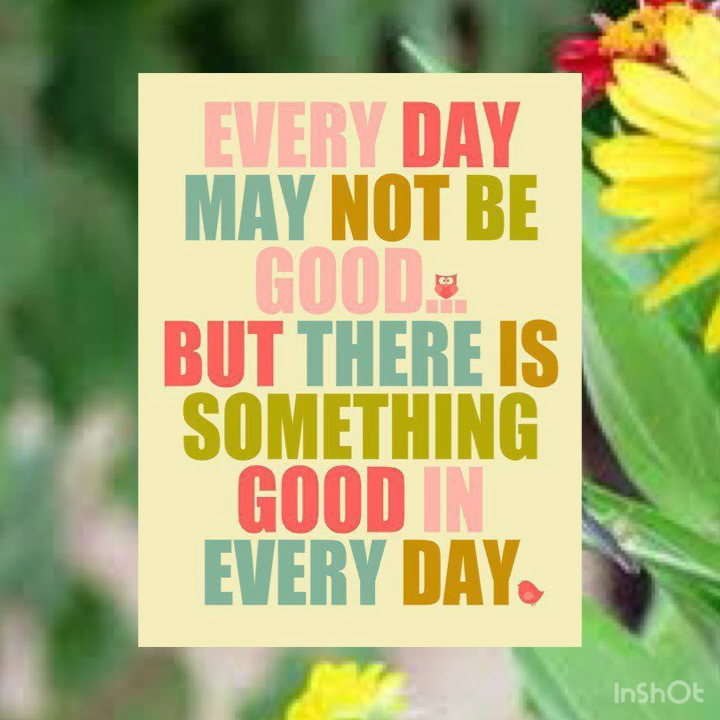 EVERY DAY
MAY NOT BE
GOOD...
BUT THERE IS
SOMETHING
GOOD IN
EVERY DAY.
InShOt